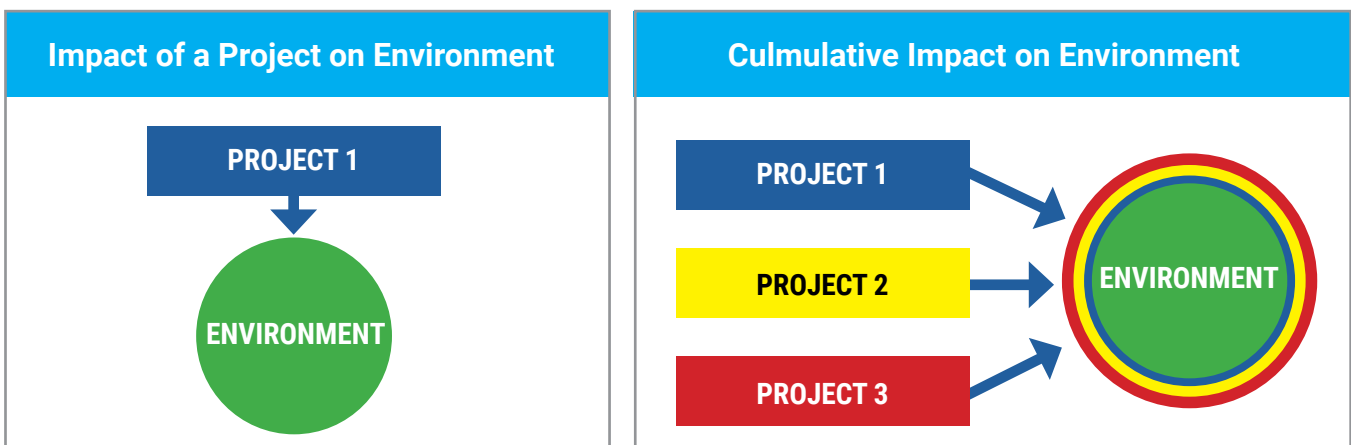 Impact of a Project on Environment
PROJECT 1
ENVIRONMENT
Culmulative Impact on Environment
PROJECT 1
PROJECT 2
PROJECT 3
ENVIRONMENT